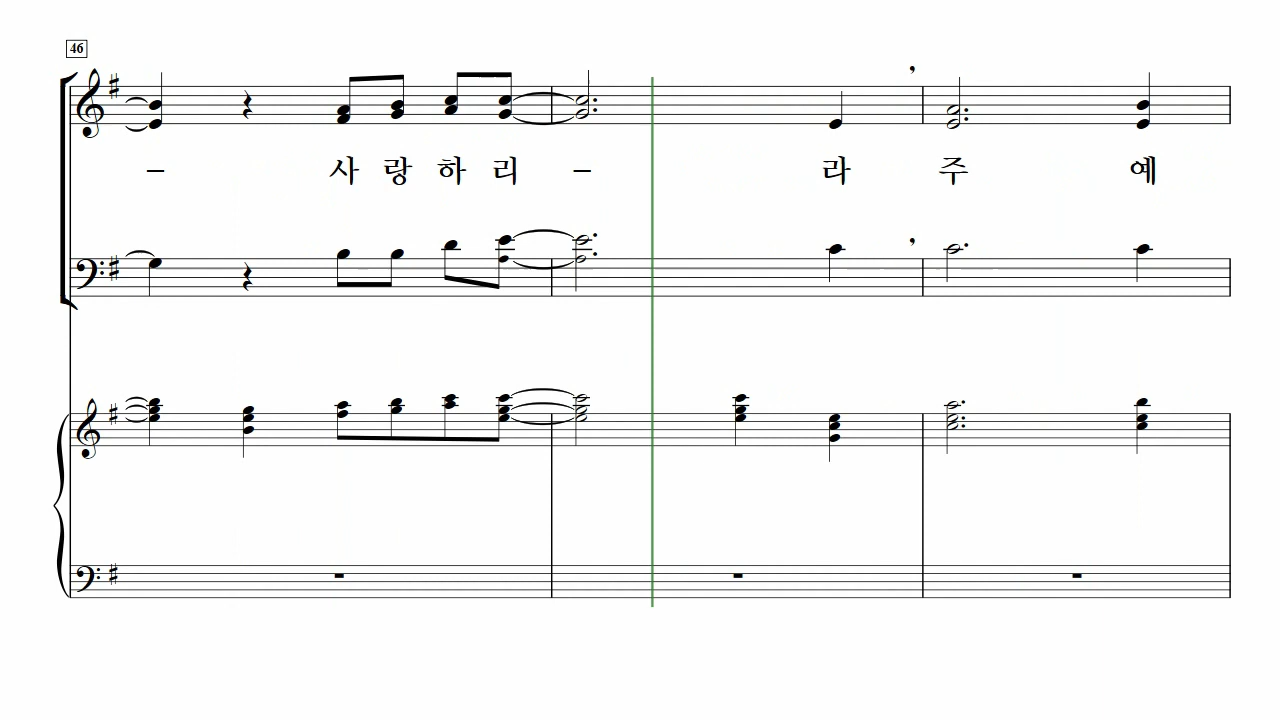 46
– 사 랑 하 리 – 라 주 예